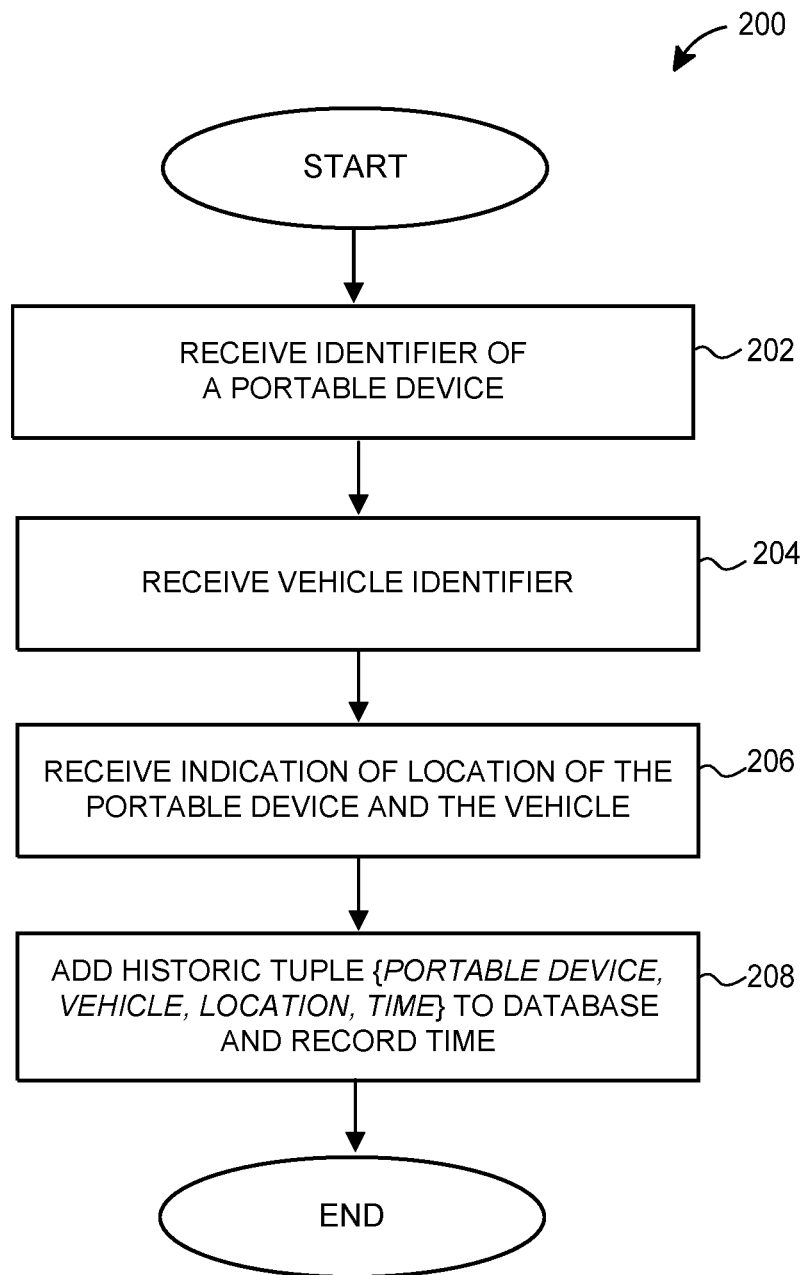 200
START
RECEIVE IDENTIFIER OF
A PORTABLE DEVICE
202
RECEIVE VEHICLE IDENTIFIER
204
RECEIVE INDICATION OF LOCATION OF THE
PORTABLE DEVICE AND THE VEHICLE
206
ADD HISTORIC TUPLE {PORTABLE DEVICE,
VEHICLE, LOCATION, TIME} TO DATABASE
AND RECORD TIME
208
END